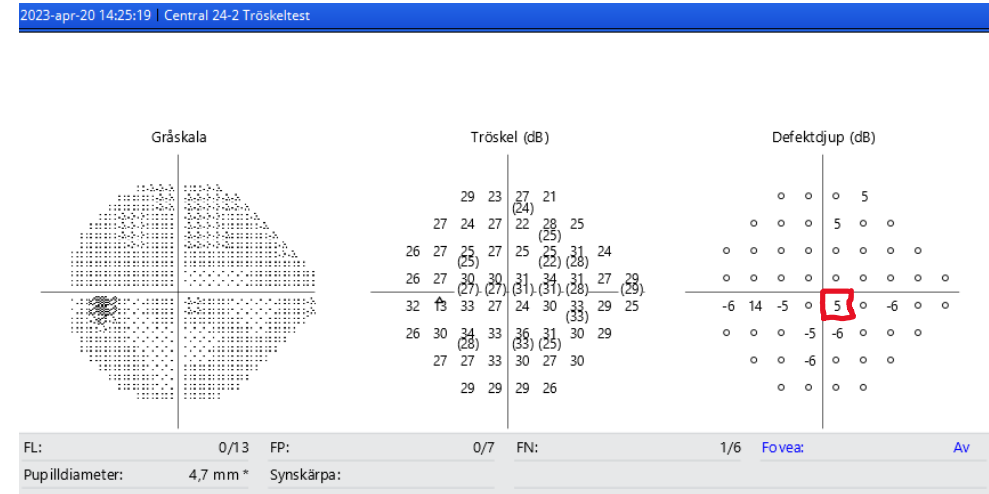 2023-apr-20 14:25:19 Central 24-2 Tröskeltest
Gråskala Tröskel (dB) Defektdjup (dB)
29 23 27 21
(24)
5
27 24 27 22 28 25
(25)
5
26 27 25 27 25 25 31 24
(25) (22) (28)
26 27 30 30 31 34 31 27 29
(27) (27) (31) (31) (28) (29)
32 13 33 27 24 30 33 29 25
(33)
-6 14 -5 5 -6
26 30 34 33 36 31 30 29
(28) (33) (25)
-5 -6
27 27 33 30 27 30
-6
29 29 29 26
FL: 0/13 FP: 0/7 FN: 1/6 Fovea: Av
Pupilldiameter: 4,7 mm * Synskärpa: